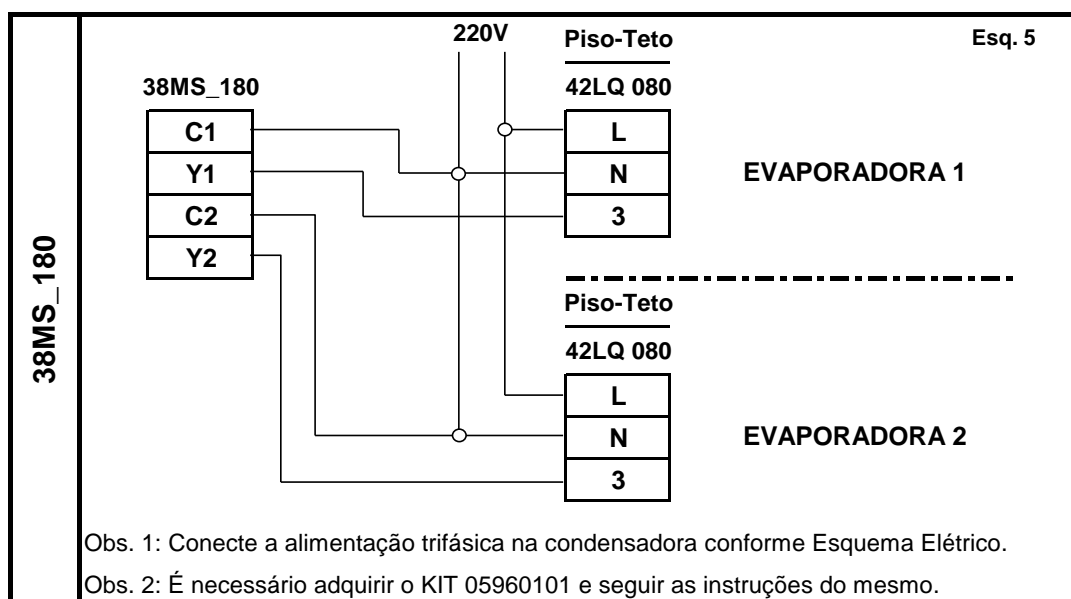 220V
Piso-Teto
Esq. 5
38MS_180
42LQ 080
C1
Y1
C2
Y2
L
N
3
EVAPORADORA 1
38MS_180
Piso-Teto
42LQ 080
L
N
3
EVAPORADORA 2
Obs. 1: Conecte a alimentação trifásica na condensadora conforme Esquema Elétrico.
Obs. 2: É necessário adquirir o KIT 05960101 e seguir as instruções do mesmo.